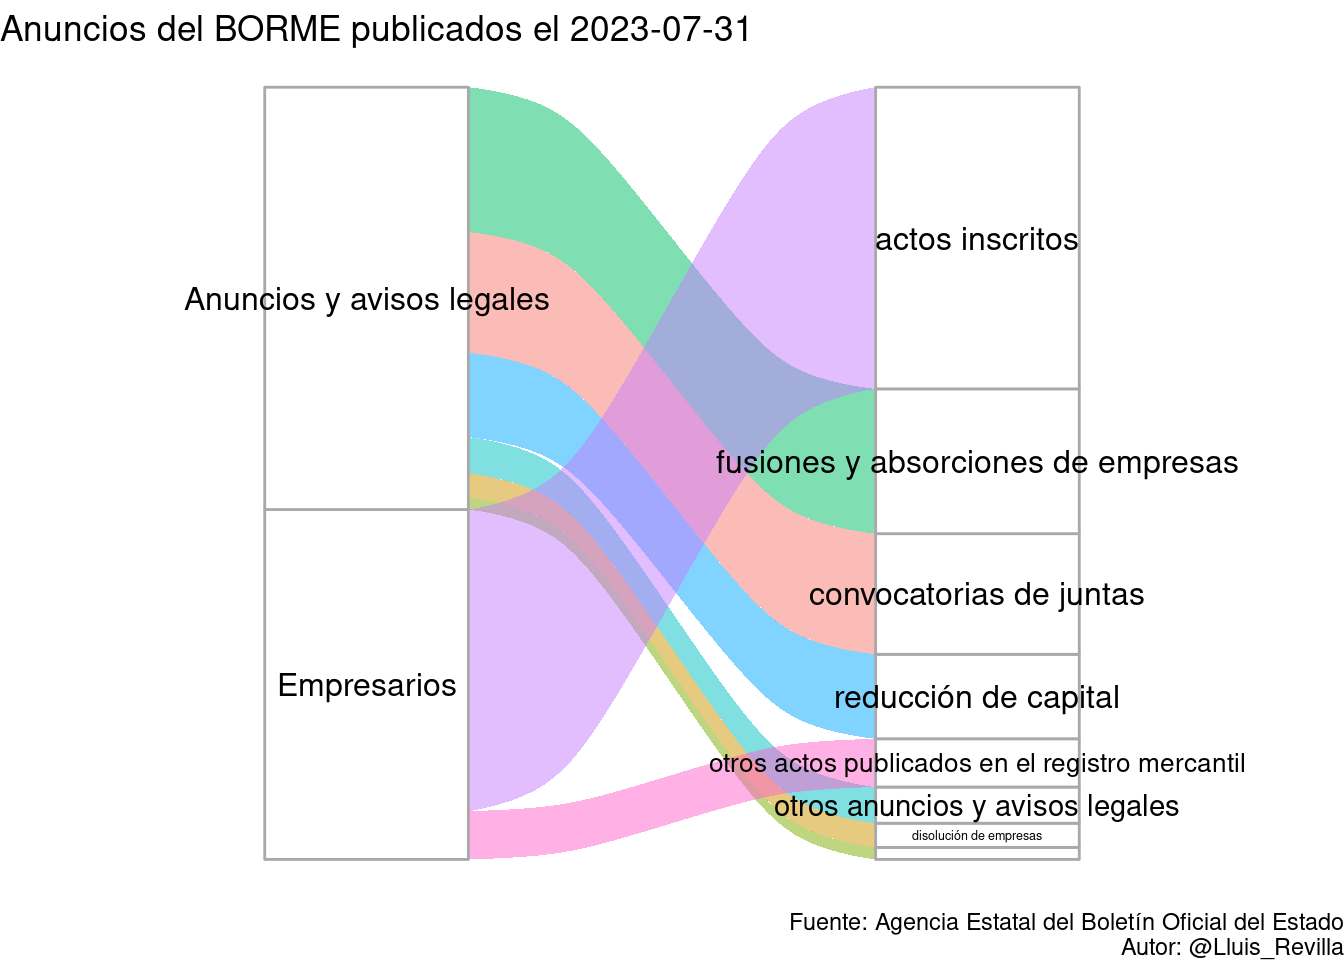 Anuncios del BORME publicados el 2023-07-31
actos inscritos
Anuncios y avisos legales
fusiones y absorciones de empresas
convocatorias de juntas
Empresarios
reducción de capital
otros actos publicados en el registro mercantil
otros anuncios y avisos legales
disolución de empresas
Fuente: Agencia Estatal del Boletín Oficial del Estado
Autor: @Lluis_Revilla